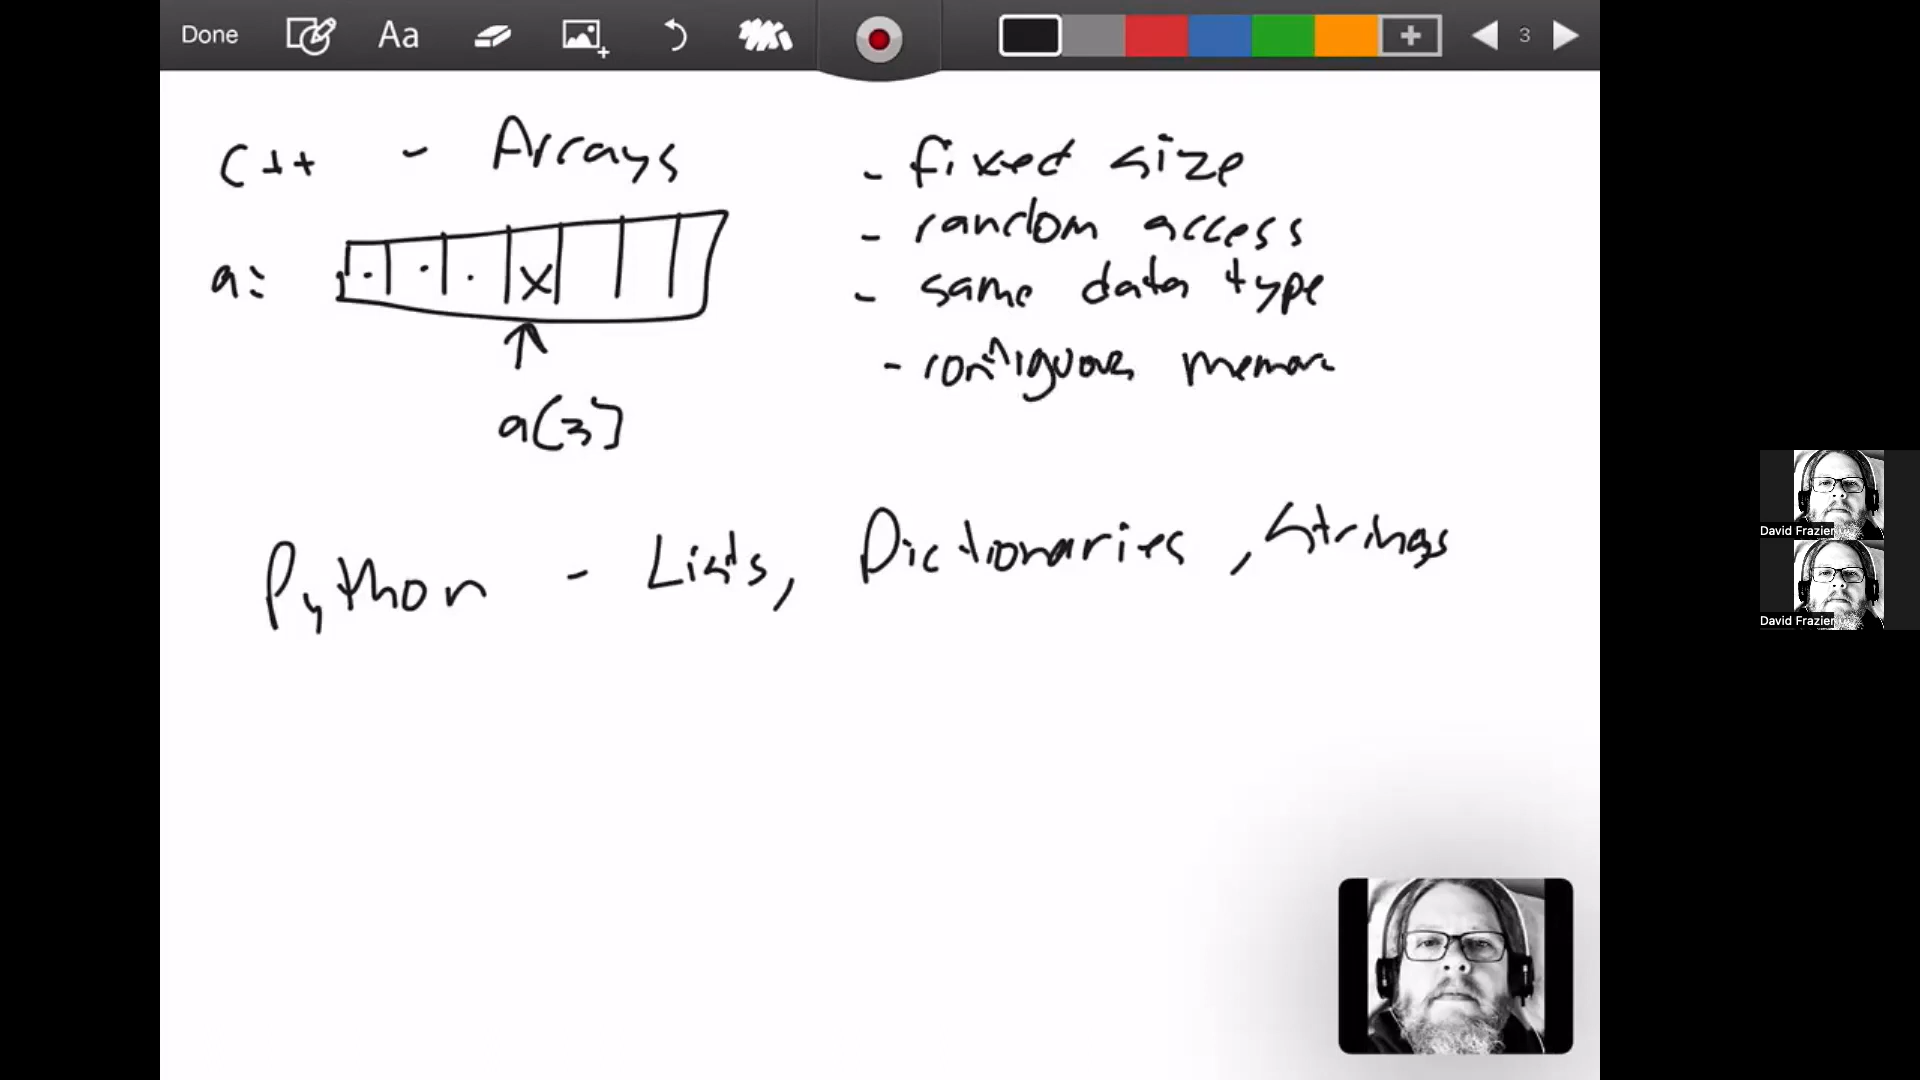 Done Aa 3
C++ - Arrays
a:
a[3]
- fixed size
- random access
- same data type
- contiguous memor
Python - Lists, Dictionaries, Strings
David Frazier
David Frazier